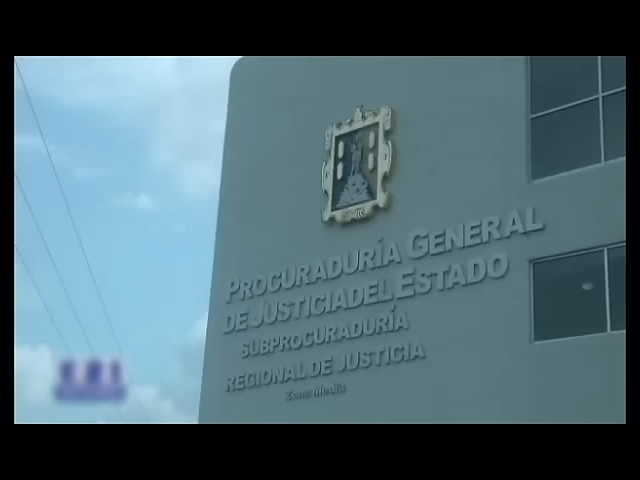 PROCURADURÍA GENERAL
DE JUSTICIA DEL ESTADO
SUBPROCURADURÍA
REGIONAL DE JUSTICIA
Zona Media